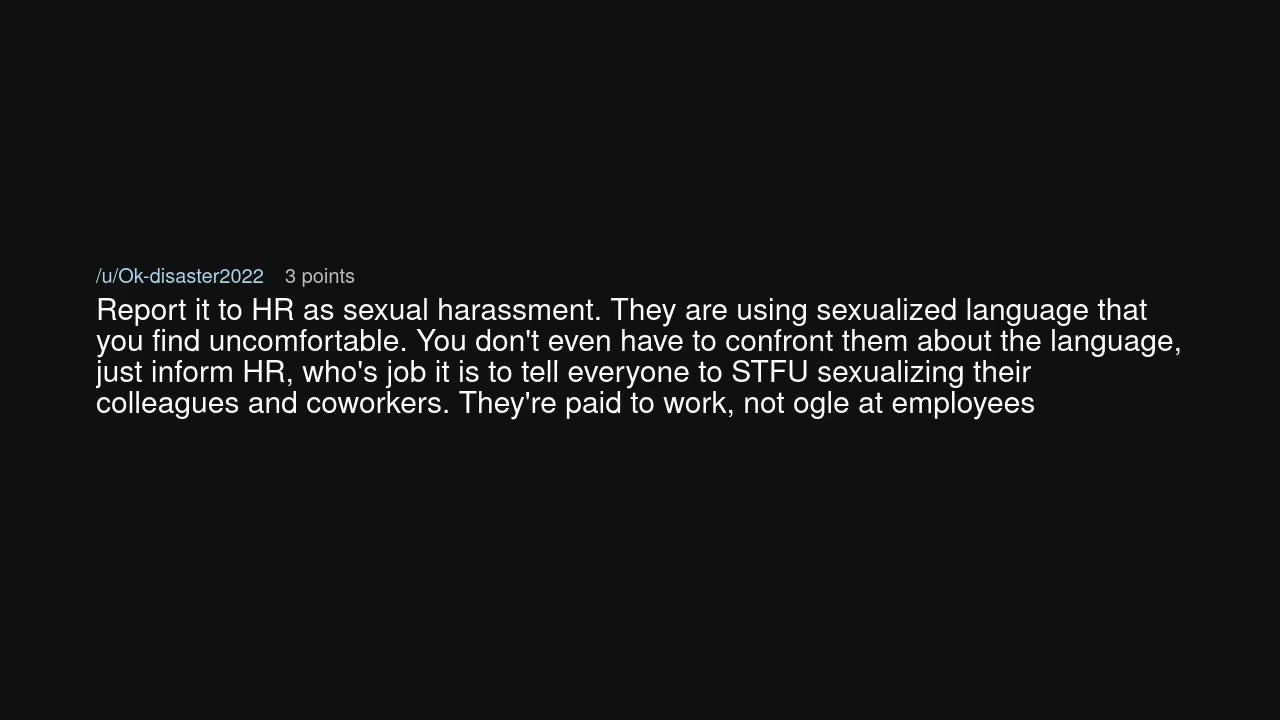 /u/Ok-disaster2022 3 points
Report it to HR as sexual harassment. They are using sexualized language that
you find uncomfortable. You don't even have to confront them about the language,
just inform HR, who's job it is to tell everyone to STFU sexualizing their
colleagues and coworkers. They're paid to work, not ogle at employees